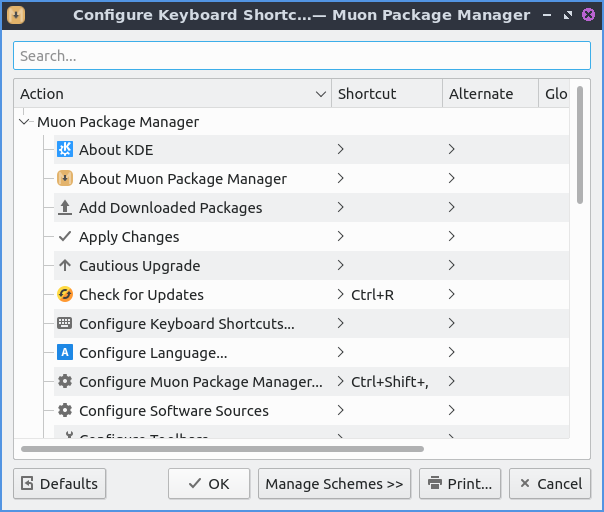 Configure Keyboard Shortc...— Muon Package Manager
Search...
Action Shortcut Alternate Glo
Muon Package Manager
About KDE
About Muon Package Manager
Add Downloaded Packages
Apply Changes
Cautious Upgrade
Check for Updates Ctrl+R
Configure Keyboard Shortcuts...
Configure Language...
Configure Muon Package Manager... Ctrl+Shift+,
Configure Software Sources
Defaults OK Manage Schemes >> Print... Cancel